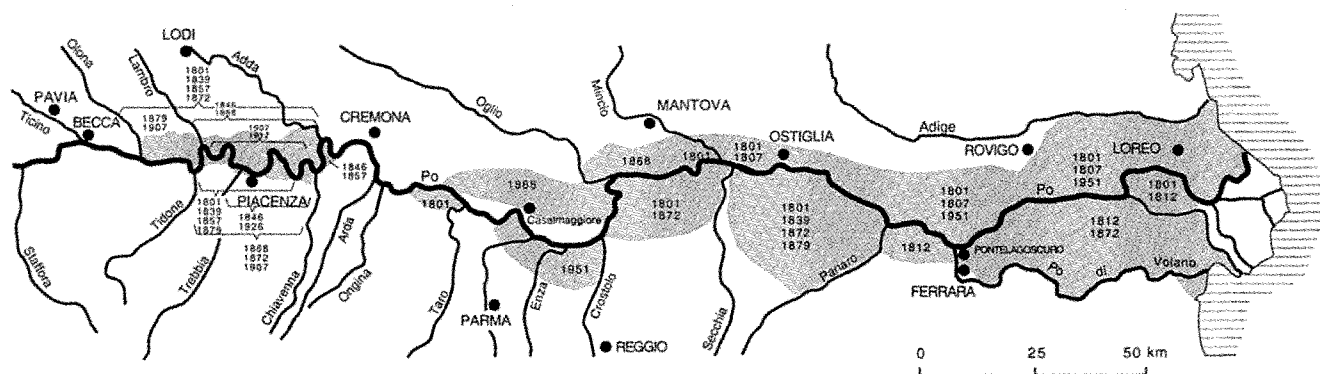 LODI
Olona
Lambro
Adda
1801
1839
1857
1872
1846
1868
PAVIA
Ticino
BECCA
1879
1907
CREMONA
Oglio
Mincio
MANTOVA
OSTIGLIA
Adige
ROVIGO
LOREO
1846
1857
Po
1801
1968
Casalmaggiore
1868
1801
1801
1807
1801
1872
1801
1839
1872
1879
1801
1807
1951
1812
Po
1801
1807
1951
1801
1812
1812
1872
PONTELAGOSCURO
FERRARA
Po di Volano
PIACENZA
1801
1839
1857
1879
1846
1926
1868
1872
1907
Staffora
Tidone
Trebbia
Chiavenna
Arda
Ongina
Taro
PARMA
Enza
1951
Crostolo
REGGIO
Secchia
Panaro
0 25 50 km